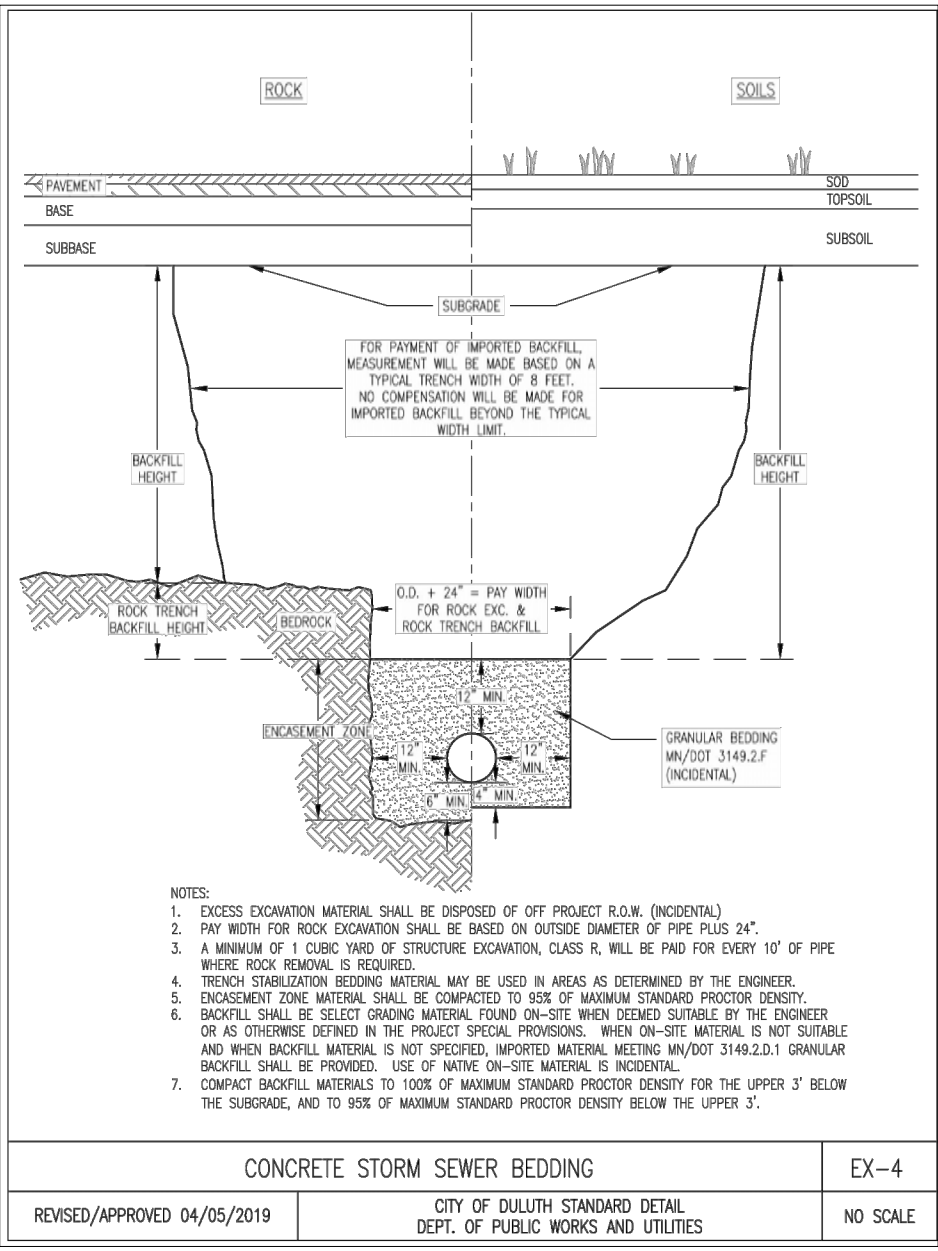 ROCK
SOILS
PAVEMENT
BASE
SUBBASE
SOD
TOPSOIL
SUBSOIL
SUBGRADE
FOR PAYMENT OF IMPORTED BACKFILL,
MEASUREMENT WILL BE MADE BASED ON A
TYPICAL TRENCH WIDTH OF 8 FEET.
NO COMPENSATION WILL BE MADE FOR
IMPORTED BACKFILL BEYOND THE TYPICAL
WIDTH LIMIT.
BACKFILL
HEIGHT
BACKFILL
HEIGHT
ROCK TRENCH
BACKFILL HEIGHT
BEDROCK
O.D. + 24" = PAY WIDTH
FOR ROCK EXC. &
ROCK TRENCH BACKFILL
12" MIN.
ENCASEMENT ZONE
12"
MIN.
12"
MIN.
6" MIN.
4" MIN.
GRANULAR BEDDING
MN/DOT 3149.2.F
(INCIDENTAL)
NOTES:
1. EXCESS EXCAVATION MATERIAL SHALL BE DISPOSED OF OFF PROJECT R.O.W. (INCIDENTAL)
2. PAY WIDTH FOR ROCK EXCAVATION SHALL BE BASED ON OUTSIDE DIAMETER OF PIPE PLUS 24".
3. A MINIMUM OF 1 CUBIC YARD OF STRUCTURE EXCAVATION, CLASS R, WILL BE PAID FOR EVERY 10' OF PIPE
WHERE ROCK REMOVAL IS REQUIRED.
4. TRENCH STABILIZATION BEDDING MATERIAL MAY BE USED IN AREAS AS DETERMINED BY THE ENGINEER.
5. ENCASEMENT ZONE MATERIAL SHALL BE COMPACTED TO 95% OF MAXIMUM STANDARD PROCTOR DENSITY.
6. BACKFILL SHALL BE SELECT GRADING MATERIAL FOUND ON-SITE WHEN DEEMED SUITABLE BY THE ENGINEER
OR AS OTHERWISE DEFINED IN THE PROJECT SPECIAL PROVISIONS. WHEN ON-SITE MATERIAL IS NOT SUITABLE
AND WHEN BACKFILL MATERIAL IS NOT SPECIFIED, IMPORTED MATERIAL MEETING MN/DOT 3149.2.D.1 GRANULAR
BACKFILL SHALL BE PROVIDED. USE OF NATIVE ON-SITE MATERIAL IS INCIDENTAL.
7. COMPACT BACKFILL MATERIALS TO 100% OF MAXIMUM STANDARD PROCTOR DENSITY FOR THE UPPER 3' BELOW
THE SUBGRADE, AND TO 95% OF MAXIMUM STANDARD PROCTOR DENSITY BELOW THE UPPER 3'.
CONCRETE STORM SEWER BEDDING
EX-4
REVISED/APPROVED 04/05/2019
CITY OF DULUTH STANDARD DETAIL
DEPT. OF PUBLIC WORKS AND UTILITIES
NO SCALE